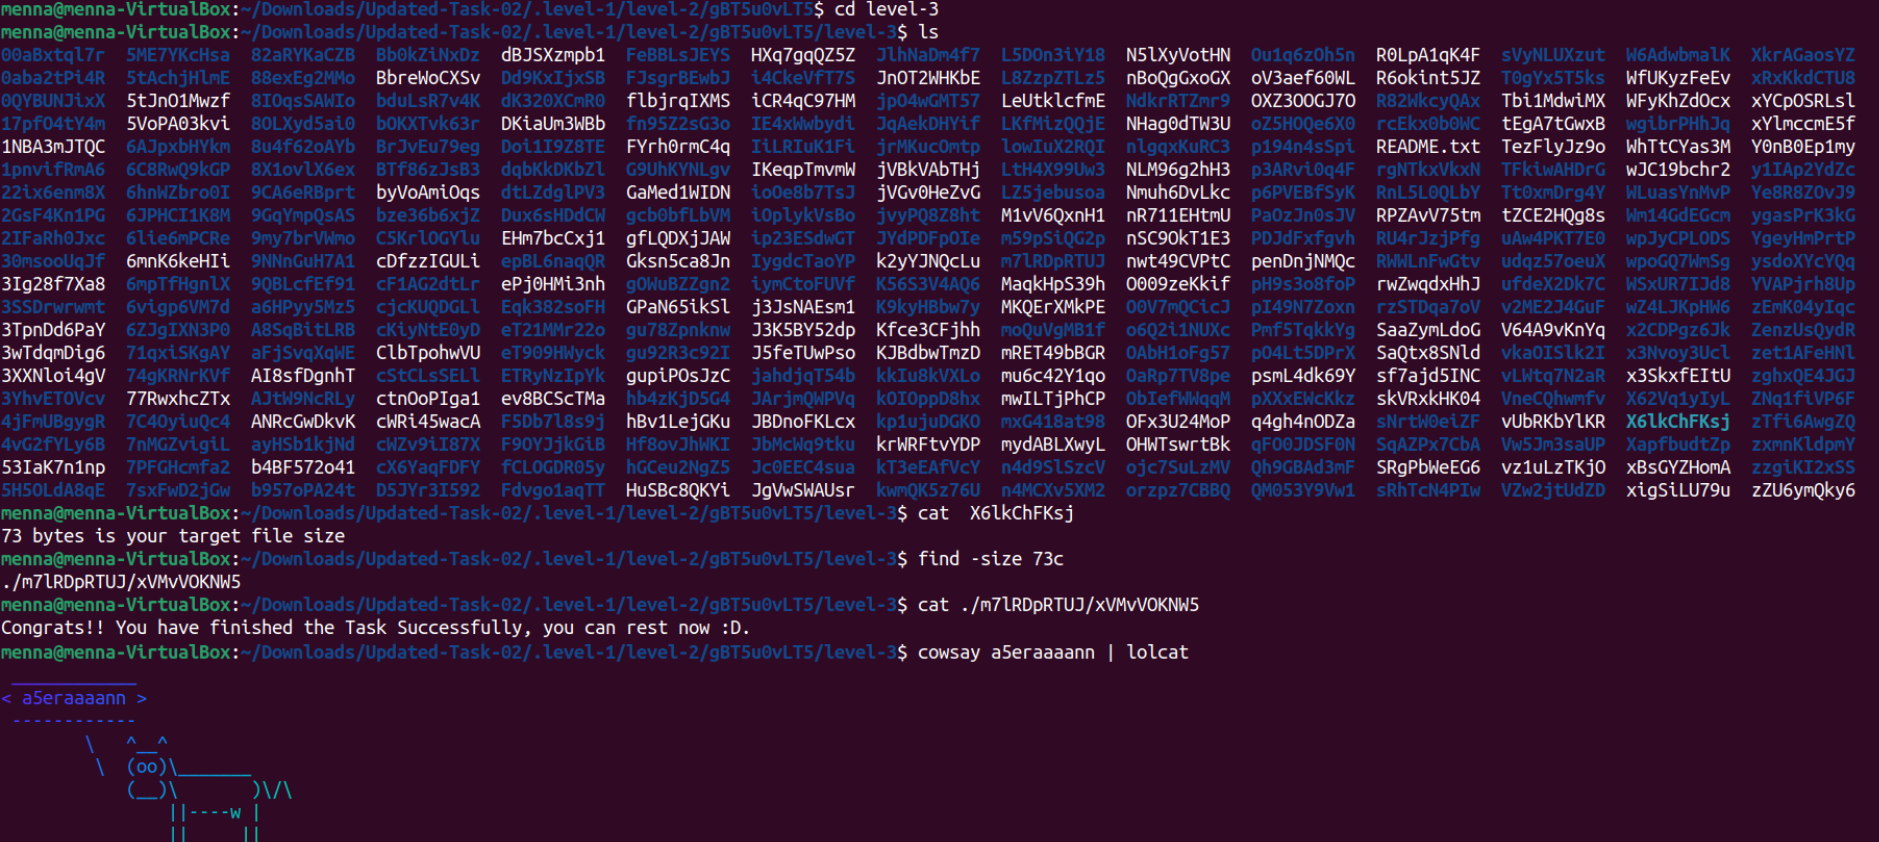 menna@menna-VirtualBox:~/Downloads/Updated-Task-02/.level-1/level-2/gBT5u0vLT5$ cd level-3
menna@menna-VirtualBox:~/Downloads/Updated-Task-02/.level-1/level-2/gBT5u0vLT5/level-3$ ls
00aBxtql7r 5ME7YKcHsa 82aRYKaCZB Bb0kZiNxDz dBJSXzmpb1 FeBBLsJEYS HXq7gqQZ5Z JlhNaDm4f7 L5DOn3iY18 N5lXyVotHN Ou1q6zOh5n R0LpA1qK4F sVyNLUXzut W6AdwbmalK XkrAGaosYZ
0aba2tPi4R 5tAchjHlmE 88exEg2MMo BbreWoCXSv Dd9KxIjxSB FJsgrBEwbJ i4CkeVfT7S JnOT2WHKbE L8ZzpZTLz5 nBoQgGxoGX oV3aef60WL R6okint5JZ T0gYx5T5ks WfUKyzFeEv xRxKkdCTU8
0QYBUNJixX 5tJnO1Mwzf 8IOqsSAWIo bduLsR7v4K dK320XCmR0 flbjrqIXMS iCR4qC97HM jpO4wGMT57 LeUtklcfmE NdkrRTZmr9 OXZ3OOGJ7O R82WkcyQAx Tbi1MdwiMX WFyKhZdOcx xYCpOSRLsl
17pfO4tY4m 5VoPA03kvi 8OLXyd5ai0 bOKXTvk63r DKiaUm3WBb fn95Z2sG3o IE4xWwbydi JqAekDHYif LKfMizQQjE NHag0dTW3U oZ5HOQe6X0 rcEkx0b0WC tEgA7tGwxB wgibrPHhJq xYlmccmE5f
1NBA3mJTQC 6AJpxbHYkm 8u4f62oAYb BrJvEu79eg Doi1I9Z8TE FYrh0rmC4q IiLRIuK1Fi jrMKucOmtp lowIuX2RQI nlgqxKuRC3 p194n4sSpi README.txt TezFlyJz9o WhTtCYas3M Y0nB0Ep1my
1pnvifRmA6 6C8RwQ9kGP 8X1ovlX6ex BTf86zJsB3 dqbKkDKbZl G9UhKYNLgv IKeqpTmvmW jVBkVAbTHj LtH4X99Uw3 NLM96g2hH3 p3ARvi0q4F rgNTkxVkxN TFkiwAHDrG wJC19bchr2 y1IAp2YdZc
22ix6enm8X 6hnWZbro0I 9CA6eRBprt byVoAmiOqs dtLZdglPV3 GaMed1WIDN ioOe8b7TsJ jVGv0HeZvG LZ5jebusoa Nmuh6DvLkc p6PVEBfSyK RnL5L0QLbY Tt0xmDrg4Y WLuasYnMvP Ye8R8ZOvJ9
2GsF4Kn1PG 6JPHCI1K8M 9GqYmpQsAS bze36b6xjZ Dux6sHDdCW gcb0bfLbVM iOplykVsBo jvyPQ8Z8ht M1vV6QxnH1 nR711EHtmU PaOzJn0sJV RPZAvV75tm tZCE2HQg8s Wm14GdEGcm ygasPrK3kG
2IFaRh0Jxc 6lie6mPCRe 9my7brVWmo C5KrlOGYlu EHm7bcCxj1 gfLQDXjJAW ip23ESdwGT JYdPDFpOIe m59pSiQG2p nSC9OkT1E3 PDJdFxfgvh RU4rJzjPfg uAw4PKT7E0 wpJyCPLODS YgeyHmPrtP
30msooUqJf 6mnK6keHIi 9NNnGuH7A1 cDfzzIGULi epBL6naqQR Gksn5ca8Jn IygdcTaoYP k2yYJNQcLu m7lRDpRTUJ nwt49CVPtC penDnjNMQc RWWLnFwGtv udqz57oeuX wpoGQ7WmSg ysdoXYcYQq
3Ig28f7Xa8 6mpTfHgnlX 9QBLcfEf91 cF1AG2dtLr ePj0HMi3nh gOWuBZZgn2 iymCtoFUVf K56S3V4AQ6 MaqkHpS39h O009zeKkif pH9s3o8foP rwZwqdxHhJ ufdeX2Dk7C WSxUR7IJd8 YVAPjrh8Up
3SSDrwrwmt 6vigp6VM7d a6HPyy5Mz5 cjcKUQDGLl Eqk382soFH GPaN65ikSl j3JsNAEsm1 K9kyHBbw7y MKQErXMkPE O0V7mQCicJ pI49N7Zoxn rzSTDqa7oV v2ME2J4GuF wZ4LJKpHW6 zEmK04yIqc
3TpnDd6PaY 6ZJgIXN3P0 A8SqBitLRB cKiyNtE0yD eT21MMr22o gu78Zpnknw J3K5BY52dp Kfce3CFjhh moQuVgMB1f o6Q2i1NUXc Pmf5TqkkYg SaaZymLdoG V64A9vKnYq x2CDPgz6Jk ZenzUsQydR
3wTdqmDig6 71qxiSKgAY aFjSvqXqWE ClbTpohwVU eT909HWyck gu92R3c92I J5feTUwPso KJBdbwTmzD mRET49bBGR OAbH1oFg57 pO4Lt5DPrX SaQtx8SNld vkaOISlk2I x3Nvoy3Ucl zet1AFeHNl
3XXNloi4gV 74gKRNrKVf AI8sfDgnhT cStCLsSELl ETRyNzIpYk gupiPOsJzC jahdjqT54b kkIu8kVXLo mu6c42Y1qo OaRp7TV8pe psmL4dk69Y sf7ajd5INC vLWtq7N2aR x3SkxfEItU zghxQE4JGJ
3YhvETOVcv 77RwxhcZTx AJtW9NcRLy ctnOoPIga1 ev8BCScTMa hb4zKjD5G4 JArjmQWPVq kOIOppD8hx mwILTjPhCP ObIefWWqqM pXXxEWcKkz skVRxkHK04 VneCQhwmfv X62Vq1yIyL ZNq1fiVP6F
4jFmUBgygR 7C4OyiuQc4 ANRcGwDkvK cWRi45wacA F5Db7l8s9j hBv1LejGKu JBDnoFKLcx kp1ujuDGKO mxG418at98 OFx3U24MoP q4gh4nODZa sNrtW0eiZF vUbRKbYlKR X6lkChFKsj zTfi6AwgZQ
4vG2fYLy6B 7nMGZvigiL ayHSb1kjNd cWZv9iI87X F9OYJjkGiB Hf8ovJhWKI JbMcWq9tku krWRFtvYDP mydABLXwyL OHWTswrtBk qFO0JDSF0N SqAZPx7CbA Vw5Jm3saUP XapfbudtZp zxmnKldpmY
53IaK7n1np 7PFGHcmfa2 b4BF572o41 cX6YaqFDFY fCLOGDR05y hGCeu2NgZ5 Jc0EEC4sua kT3eEAfVcY n4d9SlSzcV ojc7SuLzMV Qh9GBAd3mF SRgPbWeEG6 vz1uLzTKjO xBsGYZHomA zzgiKI2xSS
5H5OLdA8qE 7sxFwD2jGw b957oPA24t D5JYr3I592 Fdvgo1aqTT HuSBc8QKYi JgVwSWAUsr kwmQK5z76U n4MCXv5XM2 orzpz7CBBQ QM053Y9Vw1 sRhTcN4PIw VZw2jtUdZD xigSiLU79u zZU6ymQky6
menna@menna-VirtualBox:~/Downloads/Updated-Task-02/.level-1/level-2/gBT5u0vLT5/level-3$ cat  X6lkChFKsj
73 bytes is your target file size
menna@menna-VirtualBox:~/Downloads/Updated-Task-02/.level-1/level-2/gBT5u0vLT5/level-3$ find -size 73c
./m7lRDpRTUJ/xVMvVOKNW5
menna@menna-VirtualBox:~/Downloads/Updated-Task-02/.level-1/level-2/gBT5u0vLT5/level-3$ cat ./m7lRDpRTUJ/xVMvVOKNW5
Congrats!! You have finished the Task Successfully, you can rest now :D.
menna@menna-VirtualBox:~/Downloads/Updated-Task-02/.level-1/level-2/gBT5u0vLT5/level-3$ cowsay a5eraaaann | lolcat
 ____________
< a5eraaaann >
 ------------
        \   ^__^
         \  (oo)\_______
            (__)\       )\/\
                ||----w |
                ||     ||